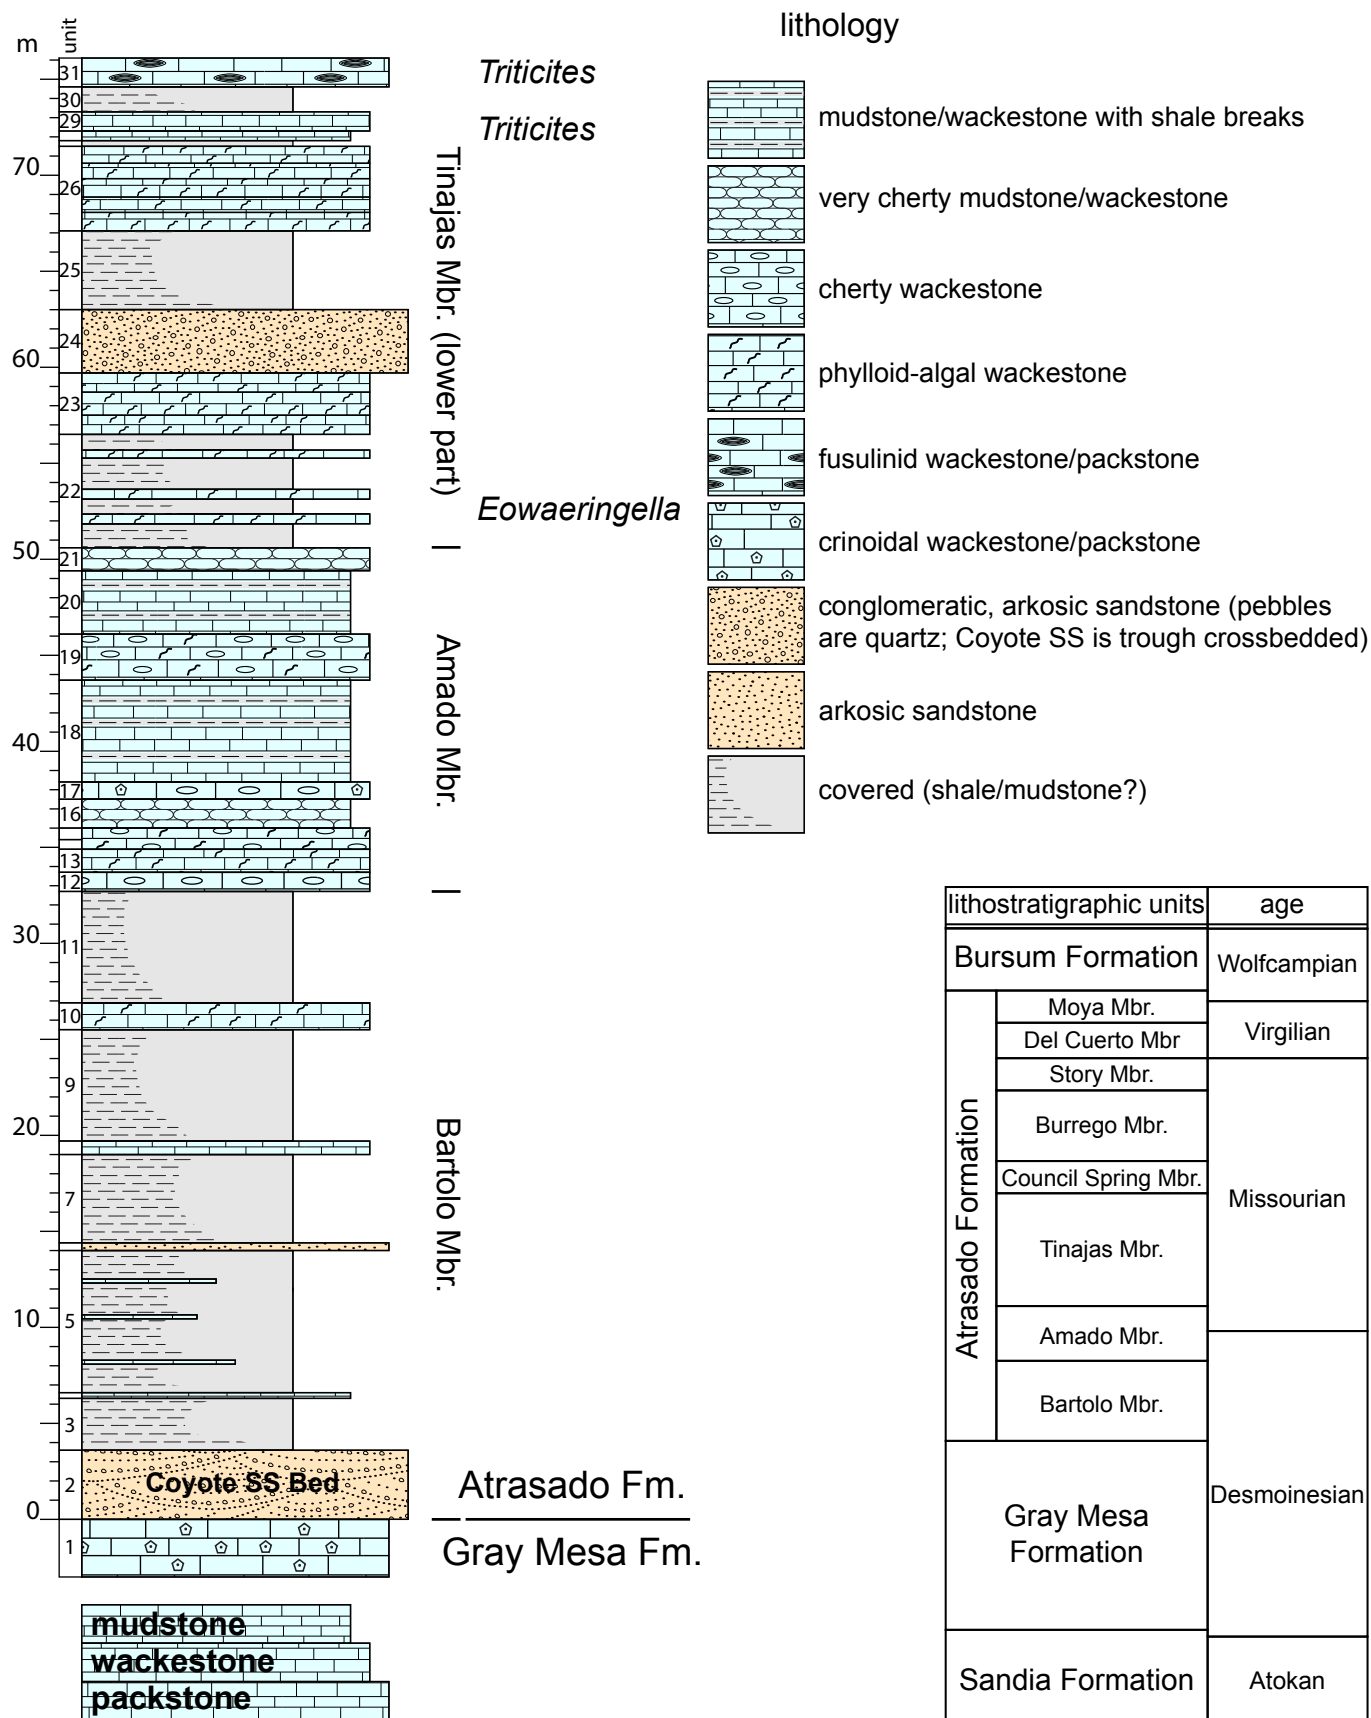 lithology
m
unit
31
30
29
26
25
24
23
22
21
20
19
18
17
16
13
12
11
10
9
7
5
3
2
1
70
60
50
40
30
20
10
0
Triticites
Triticites
Eowaeringella
Tinajas Mbr. (lower part)
Amado Mbr.
Bartolo Mbr.
Coyote SS Bed
Atrasado Fm.
Gray Mesa Fm.
mudstone
wackestone
packstone
mudstone/wackestone with shale breaks
very cherty mudstone/wackestone
cherty wackestone
phylloid-algal wackestone
fusulinid wackestone/packstone
crinoidal wackestone/packstone
conglomeratic, arkosic sandstone (pebbles
are quartz; Coyote SS is trough crossbedded)
arkosic sandstone
covered (shale/mudstone?)
lithostratigraphic units
age
Bursum Formation
Wolfcampian
Atrasado Formation
Moya Mbr.
Del Cuerto Mbr
Virgilian
Story Mbr.
Burrego Mbr.
Council Spring Mbr.
Missourian
Tinajas Mbr.
Amado Mbr.
Bartolo Mbr.
Desmoinesian
Gray Mesa
Formation
Sandia Formation
Atokan